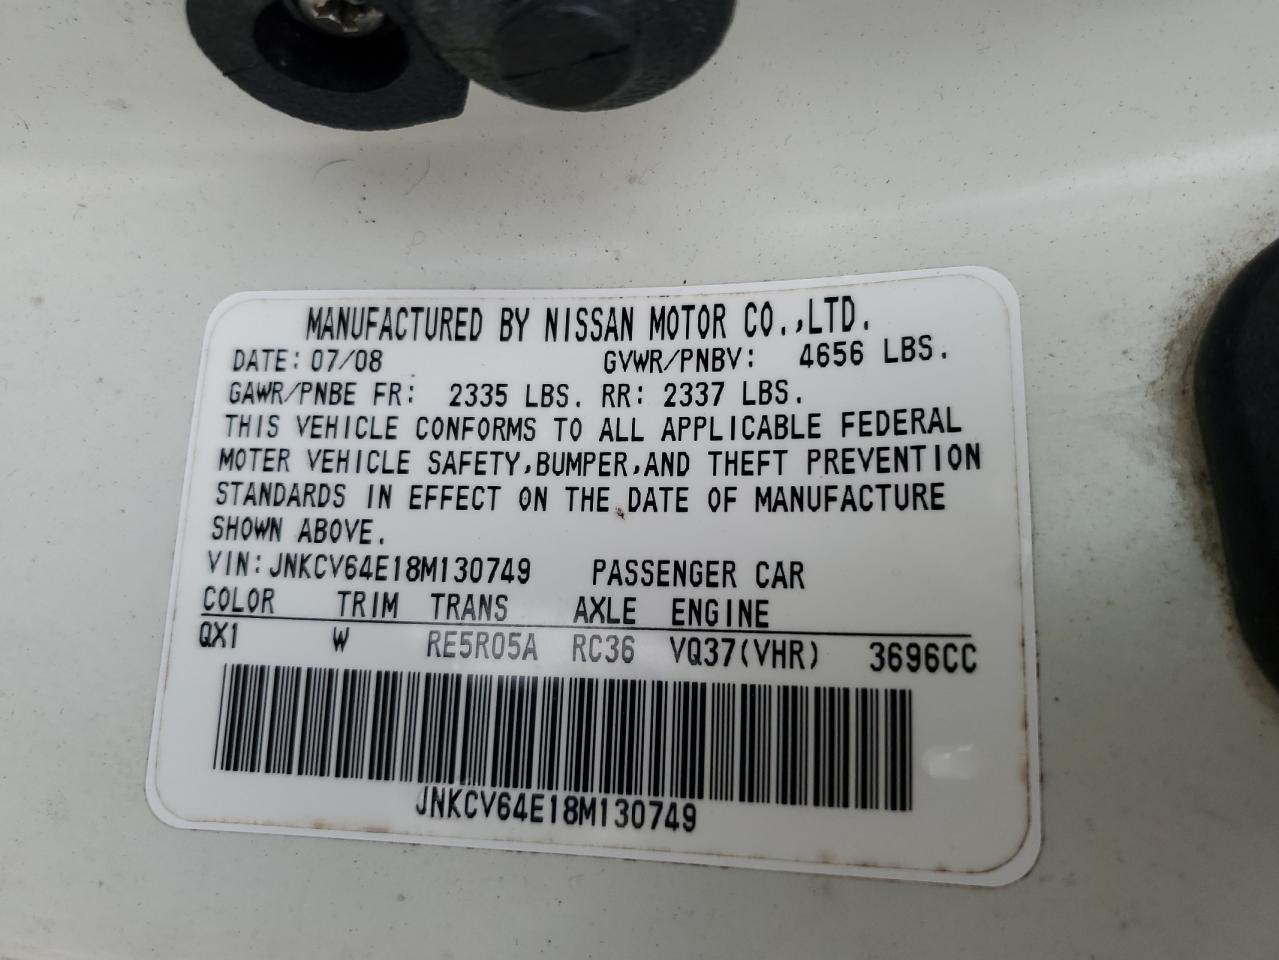 MANUFACTURED BY NISSAN MOTOR CO.,LTD.
DATE: 07/08 GVWR/PNBV: 4656 LBS.
GAWR/PNBE FR: 2335 LBS. RR: 2337 LBS.
THIS VEHICLE CONFORMS TO ALL APPLICABLE FEDERAL
MOTER VEHICLE SAFETY,BUMPER,AND THEFT PREVENTION
STANDARDS IN EFFECT ON THE DATE OF MANUFACTURE
SHOWN ABOVE.
VIN:JNKCV64E18M130749 PASSENGER CAR
COLOR TRIM TRANS AXLE ENGINE
QX1 W RE5R05A RC36 VQ37(VHR) 3696CC
JNKCV64E18M130749